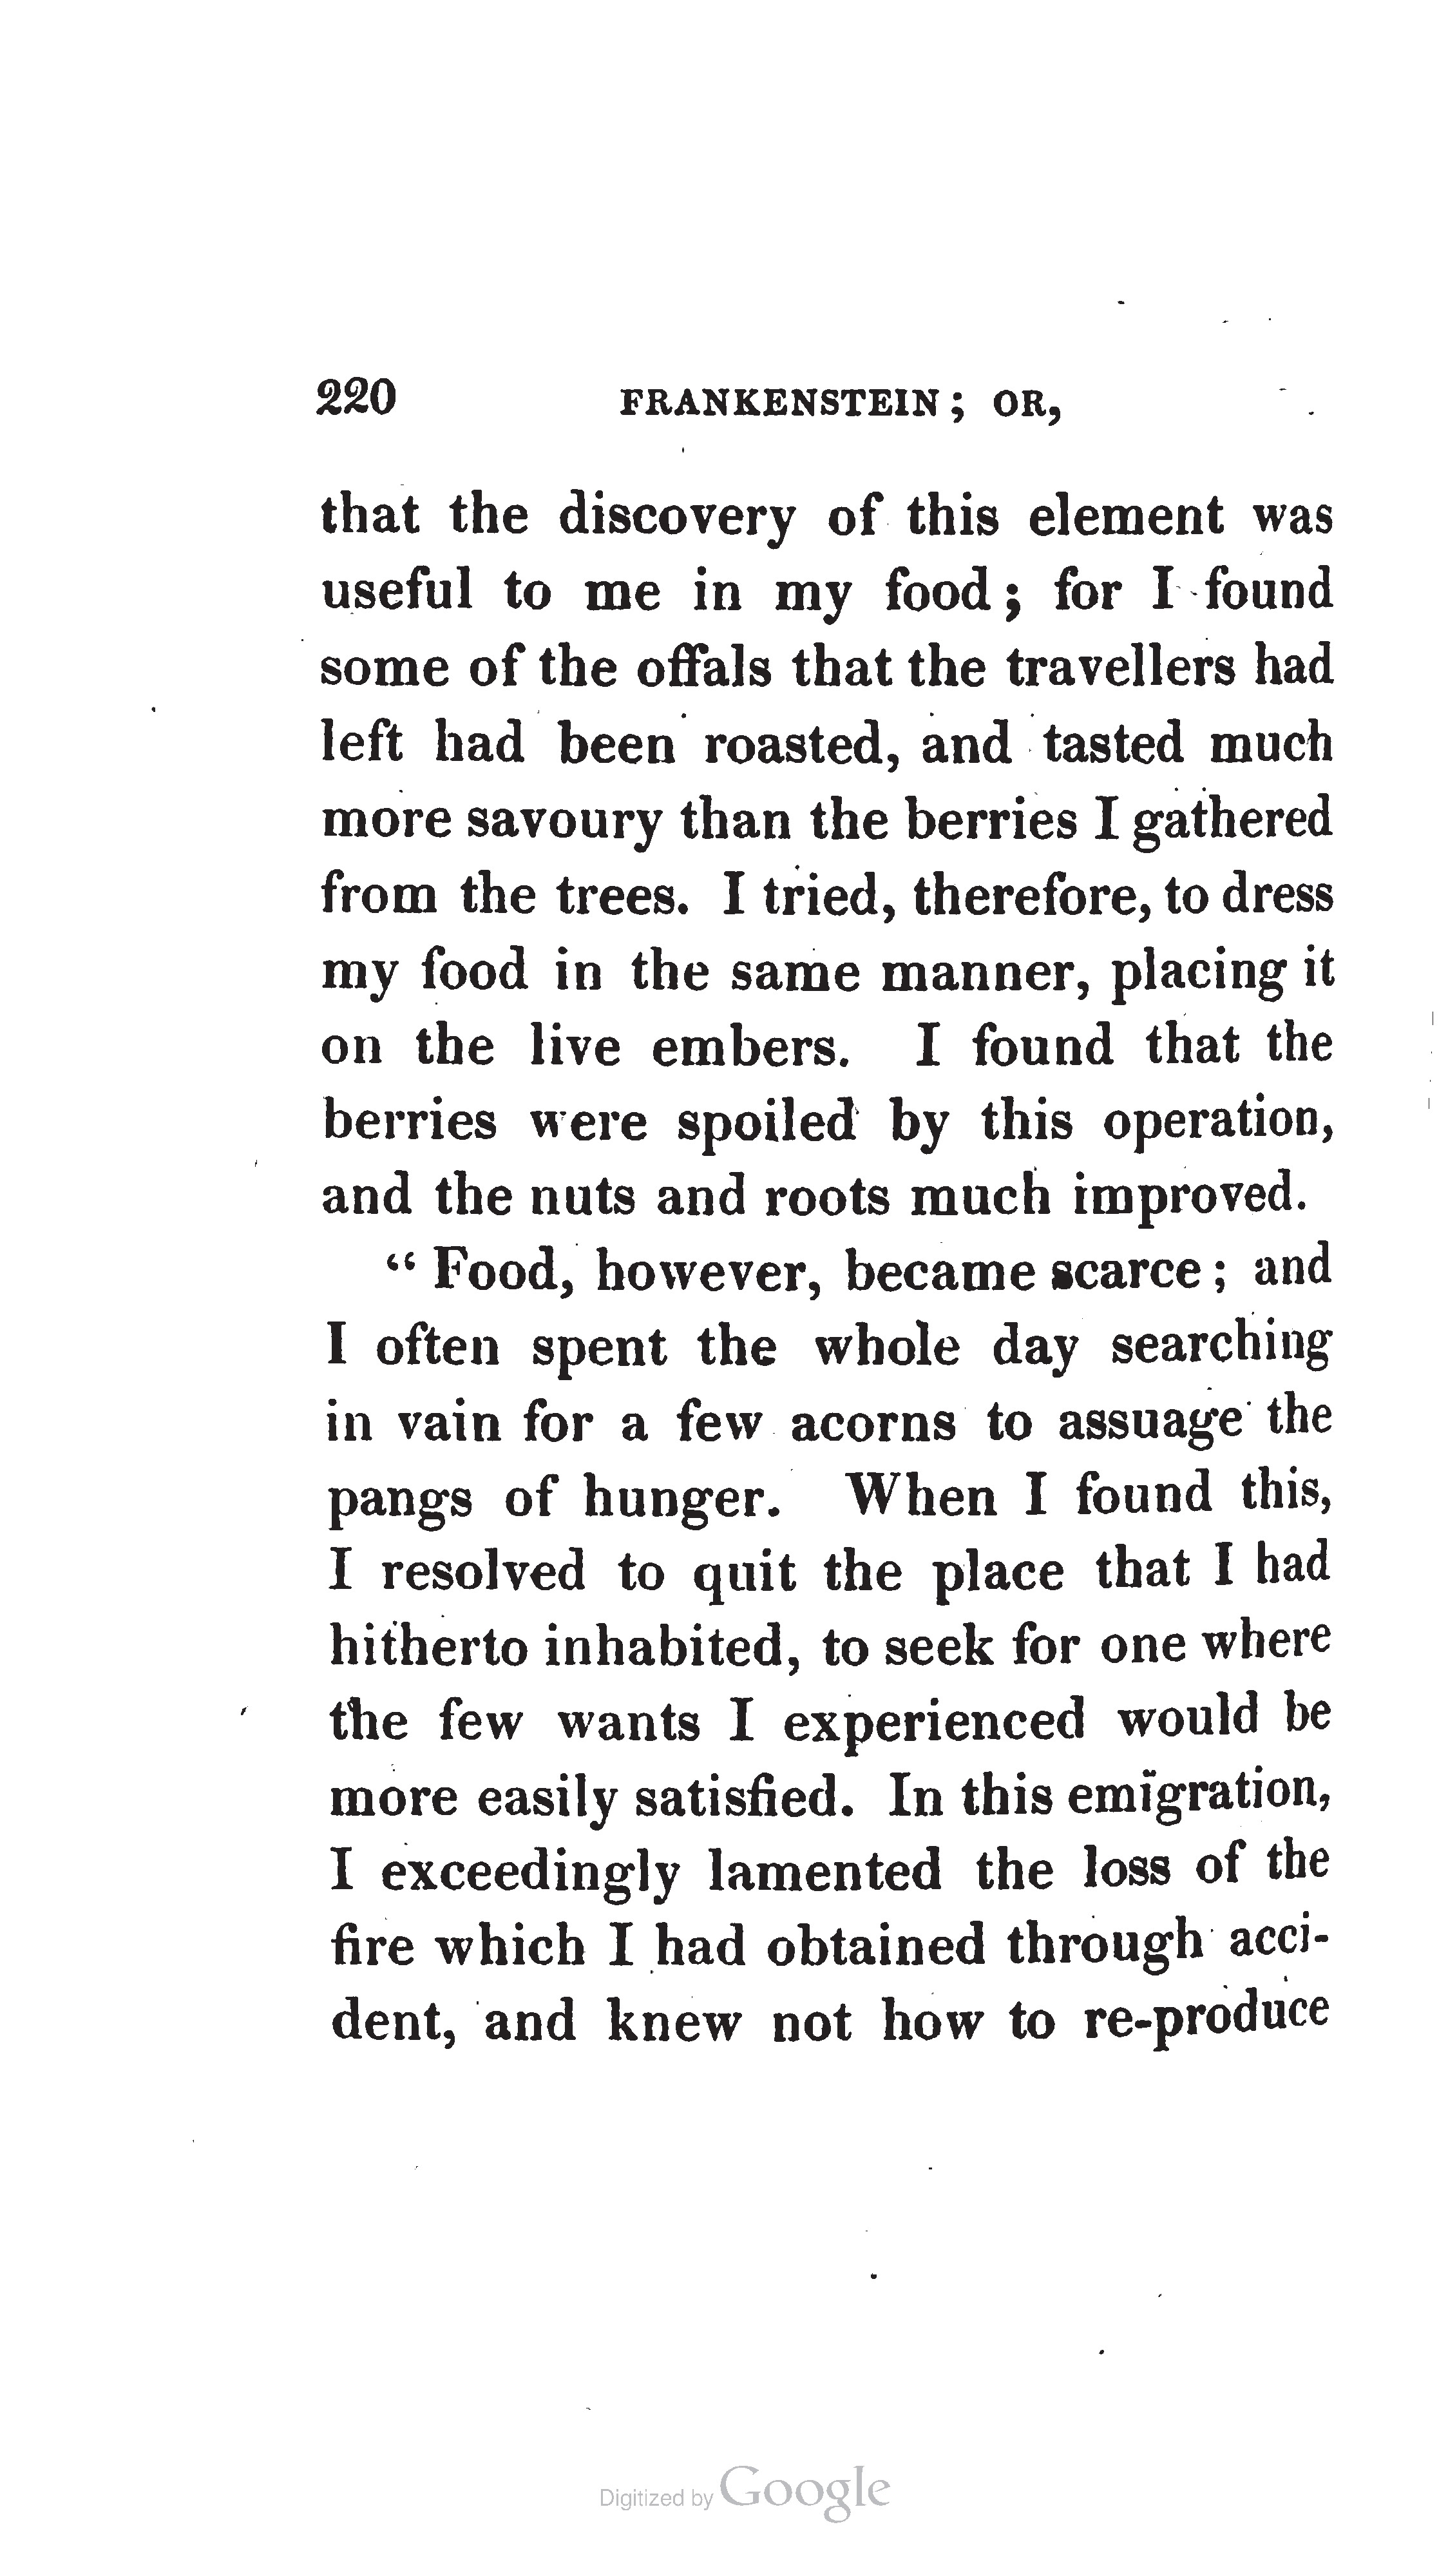 220 FRANKENSTEIN ; OR,
that the discovery of this element was
useful to me in my food ; for I found
some of the offals that the travellers had
left had been roasted, and tasted much
more savoury than the berries I gathered
from the trees. I tried, therefore, to dress
my food in the same manner, placing it
on the live embers. I found that the
berries were spoiled by this operation,
and the nuts and roots much improved.
“ Food, however, became scarce ; and
I often spent the whole day searching
in vain for a few acorns to assuage the
pangs of hunger. When I found this,
I resolved to quit the place that I had
hitherto inhabited, to seek for one where
the few wants I experienced would be
more easily satisfied. In this emigration,
I exceedingly lamented the loss of the
fire which I had obtained through acci-
dent, and knew not how to re-produce
Digitized by Google